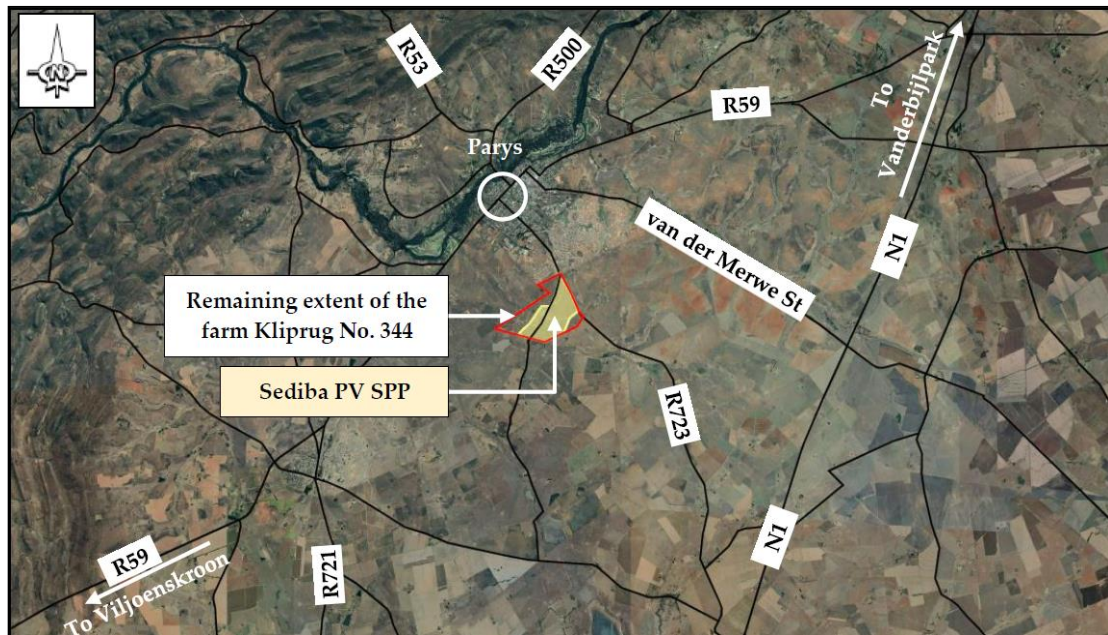 R53
R500
To
Vanderbijlpark
R59
Parys
van der Merwe St
N1
Remaining extent of the
farm Kliprug No. 344
Sediba PV SPP
R723
N1
R59
To Viljoenskroon
R721